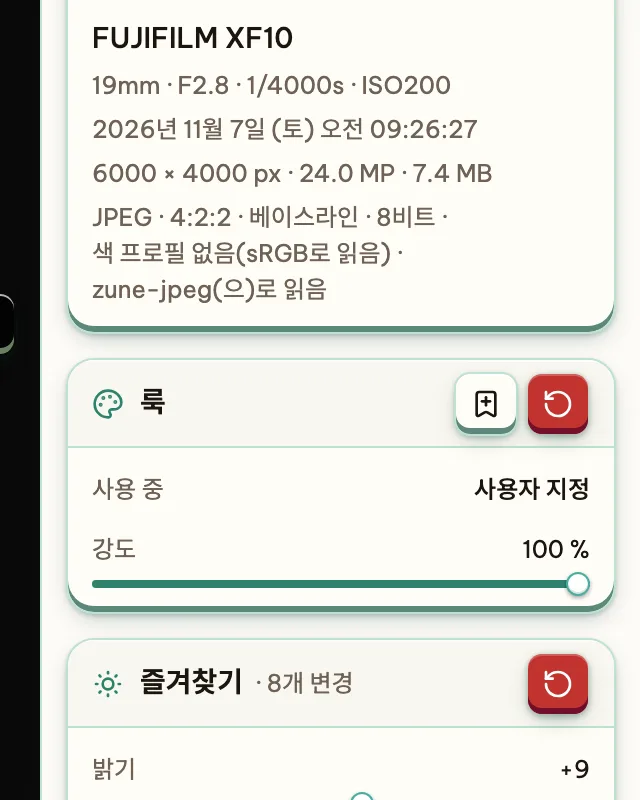 FUJIFILM XF10
19mm · F2.8 · 1/4000s · ISO200
2026년 11월 7일 (토) 오전 09:26:27
6000 × 4000 px · 24.0 MP · 7.4 MB
JPEG · 4:2:2 · 베이스라인 · 8비트 ·
색 프로필 없음(sRGB로 읽음) ·
zune-jpeg(으)로 읽음
룩
사용 중 사용자 지정
강도 100 %
즐겨찾기 · 8개 변경
밝기 +9